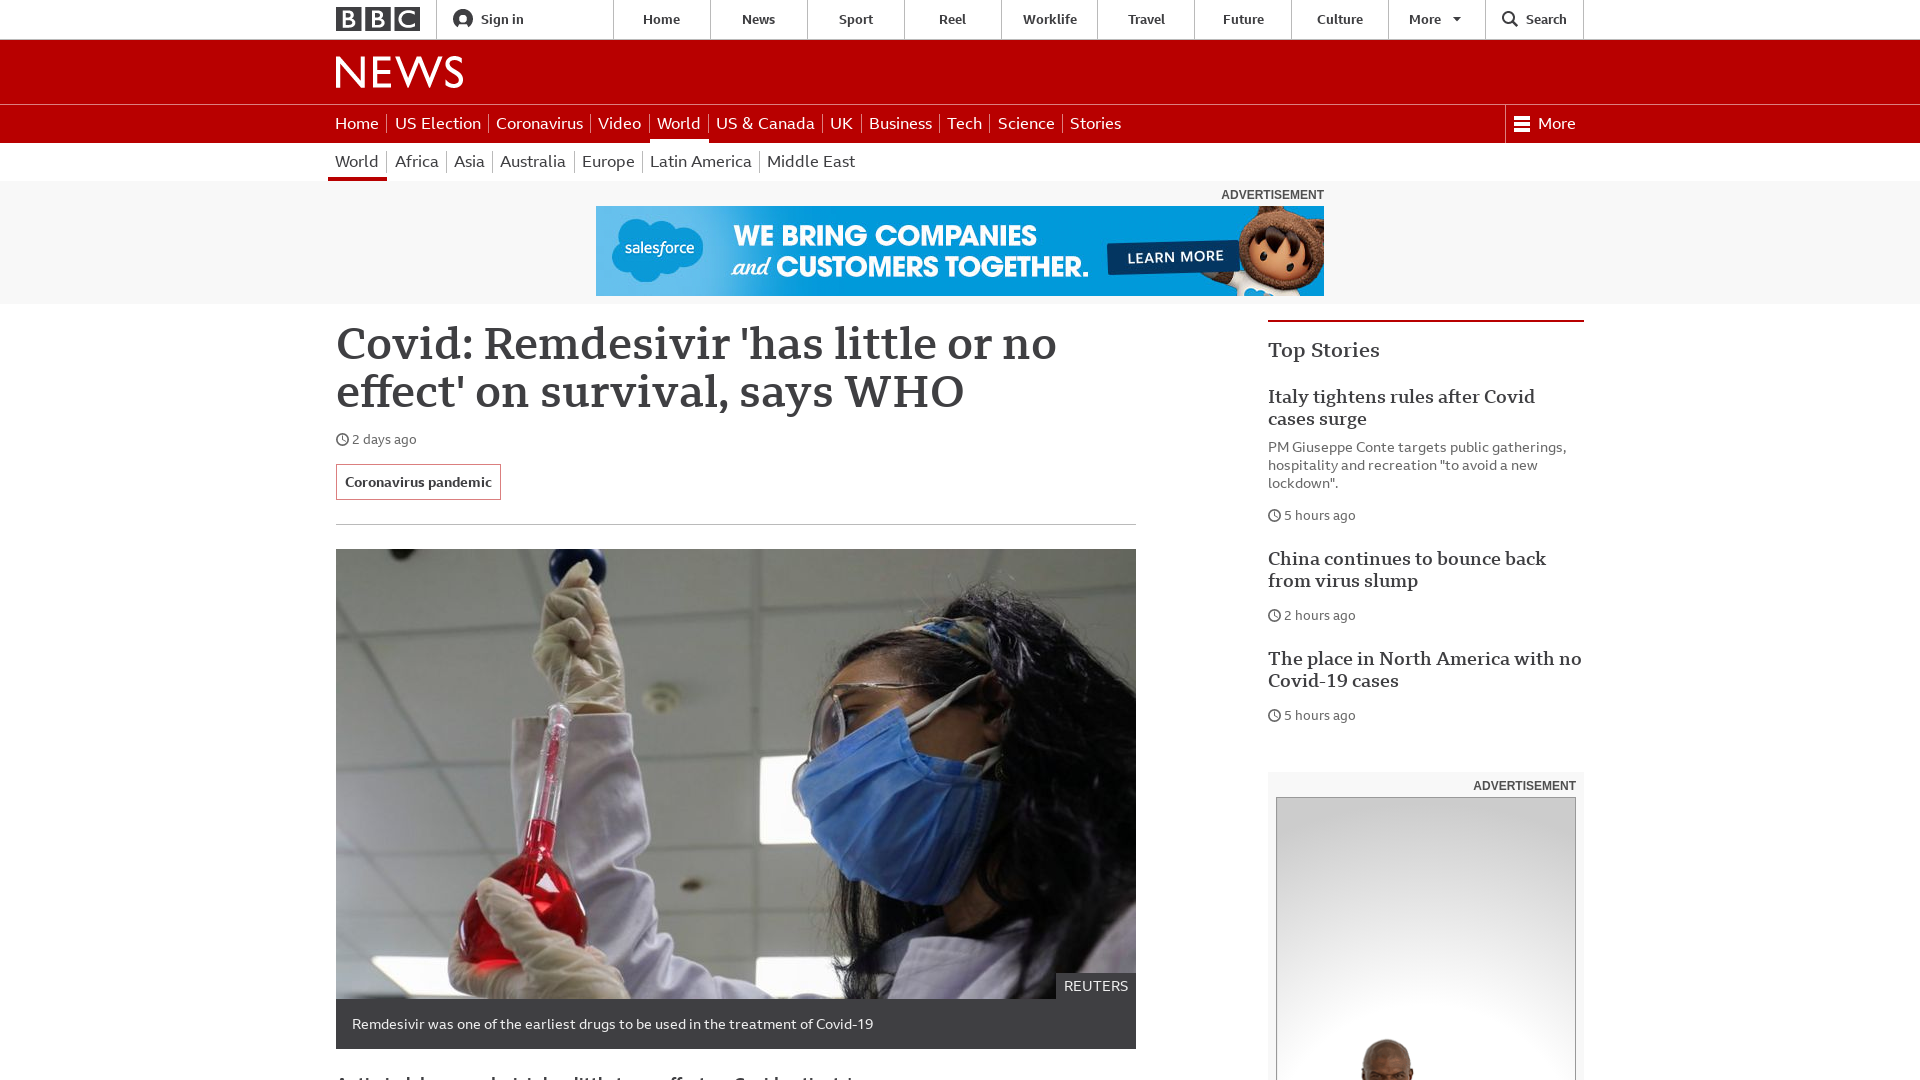 BBC
Sign in
Home
News
Sport
Reel
Worklife
Travel
Future
Culture
More
Search
NEWS
Home
US Election
Coronavirus
Video
World
US & Canada
UK
Business
Tech
Science
Stories
More
World
Africa
Asia
Australia
Europe
Latin America
Middle East
ADVERTISEMENT
salesforce
WE BRING COMPANIES
and CUSTOMERS TOGETHER.
LEARN MORE
Covid: Remdesivir 'has little or no
effect' on survival, says WHO
2 days ago
Coronavirus pandemic
REUTERS
Remdesivir was one of the earliest drugs to be used in the treatment of Covid-19
Top Stories
Italy tightens rules after Covid
cases surge
PM Giuseppe Conte targets public gatherings,
hospitality and recreation "to avoid a new
lockdown".
5 hours ago
China continues to bounce back
from virus slump
2 hours ago
The place in North America with no
Covid-19 cases
5 hours ago
ADVERTISEMENT